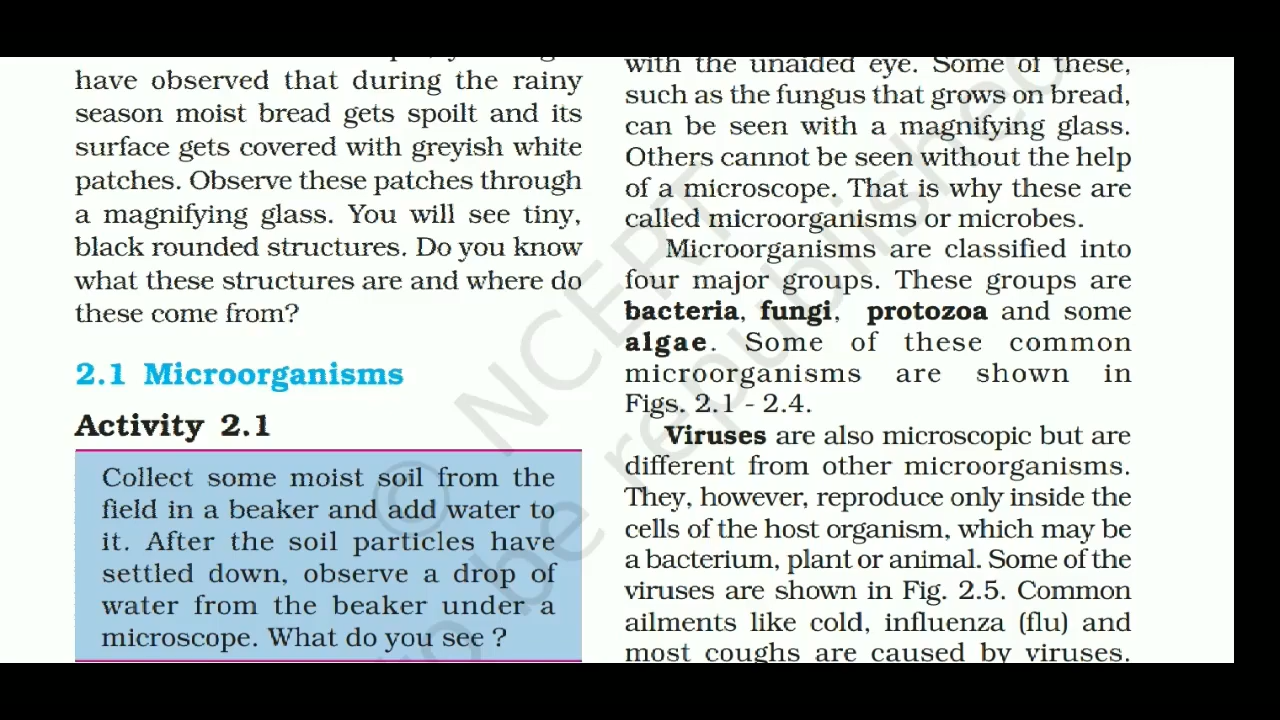 have observed that during the rainy
season moist bread gets spoilt and its
surface gets covered with greyish white
patches. Observe these patches through
a magnifying glass. You will see tiny,
black rounded structures. Do you know
what these structures are and where do
these come from?
2.1 Microorganisms
Activity 2.1
Collect some moist soil from the
field in a beaker and add water to
it. After the soil particles have
settled down, observe a drop of
water from the beaker under a
microscope. What do you see ?
with the unaided eye. Some of these,
such as the fungus that grows on bread,
can be seen with a magnifying glass.
Others cannot be seen without the help
of a microscope. That is why these are
called microorganisms or microbes.
Microorganisms are classified into
four major groups. These groups are
bacteria, fungi, protozoa and some
algae. Some of these common
microorganisms are shown in
Figs. 2.1 - 2.4.
Viruses are also microscopic but are
different from other microorganisms.
They, however, reproduce only inside the
cells of the host organism, which may be
a bacterium, plant or animal. Some of the
viruses are shown in Fig. 2.5. Common
ailments like cold, influenza (flu) and
most coughs are caused by viruses.
© NCERT
to be republished